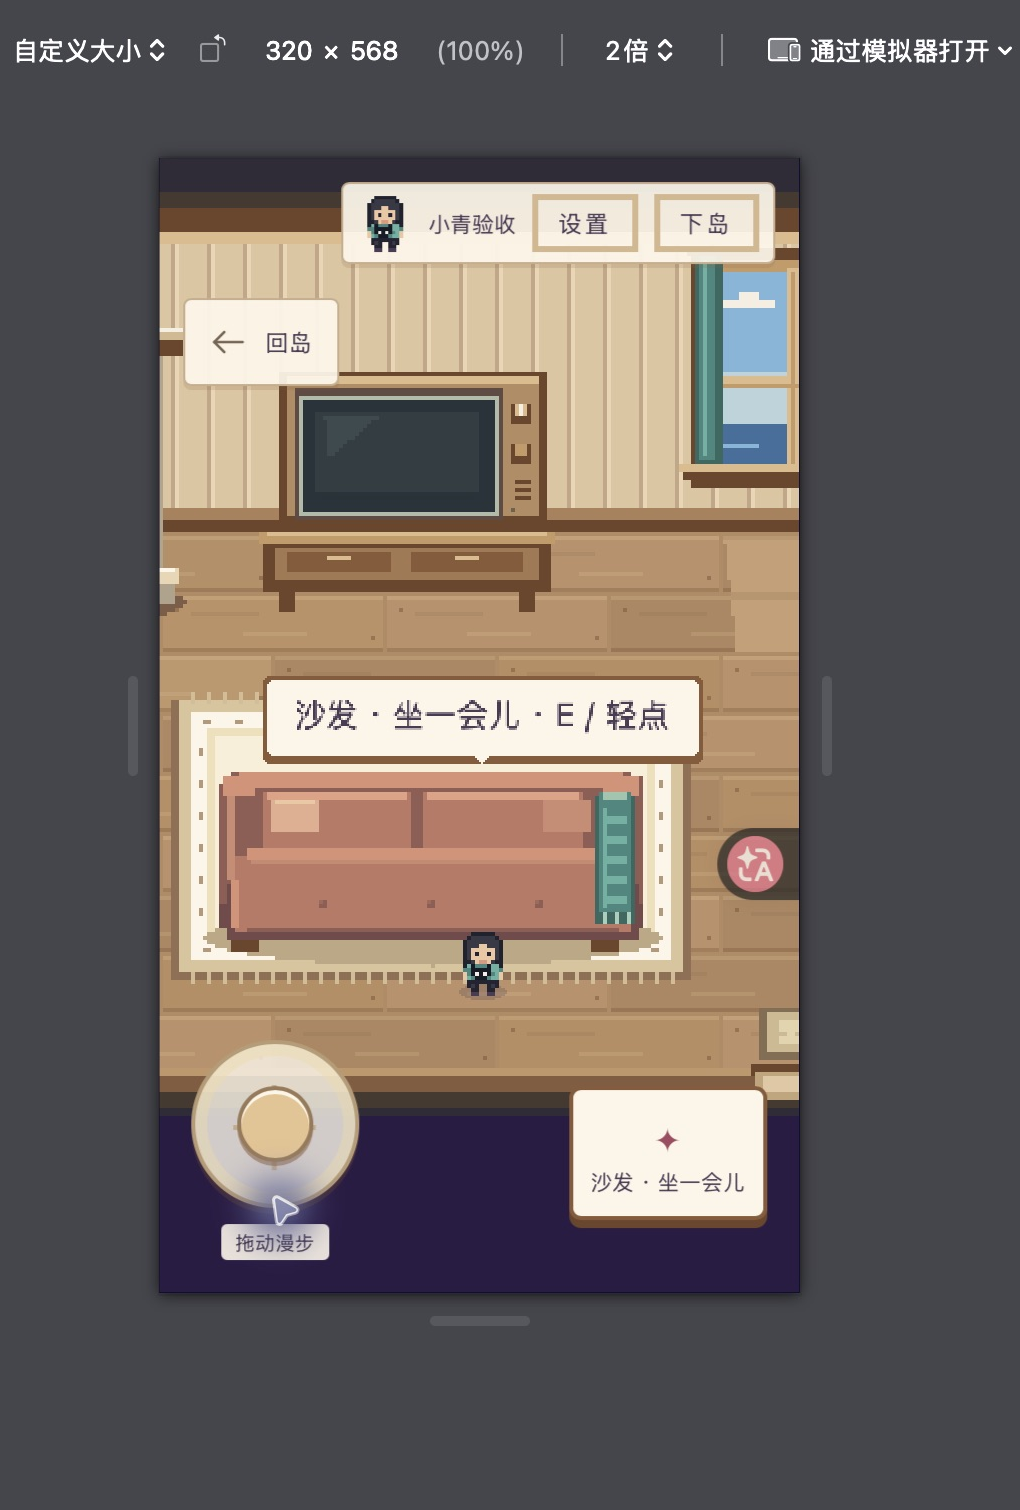 自定义大小 320 × 568 (100%) 2倍 通过模拟器打开
小青验收 设置 下岛
← 回岛
沙发 · 坐一会儿 · E / 轻点
A
沙发 · 坐一会儿
拖动漫步